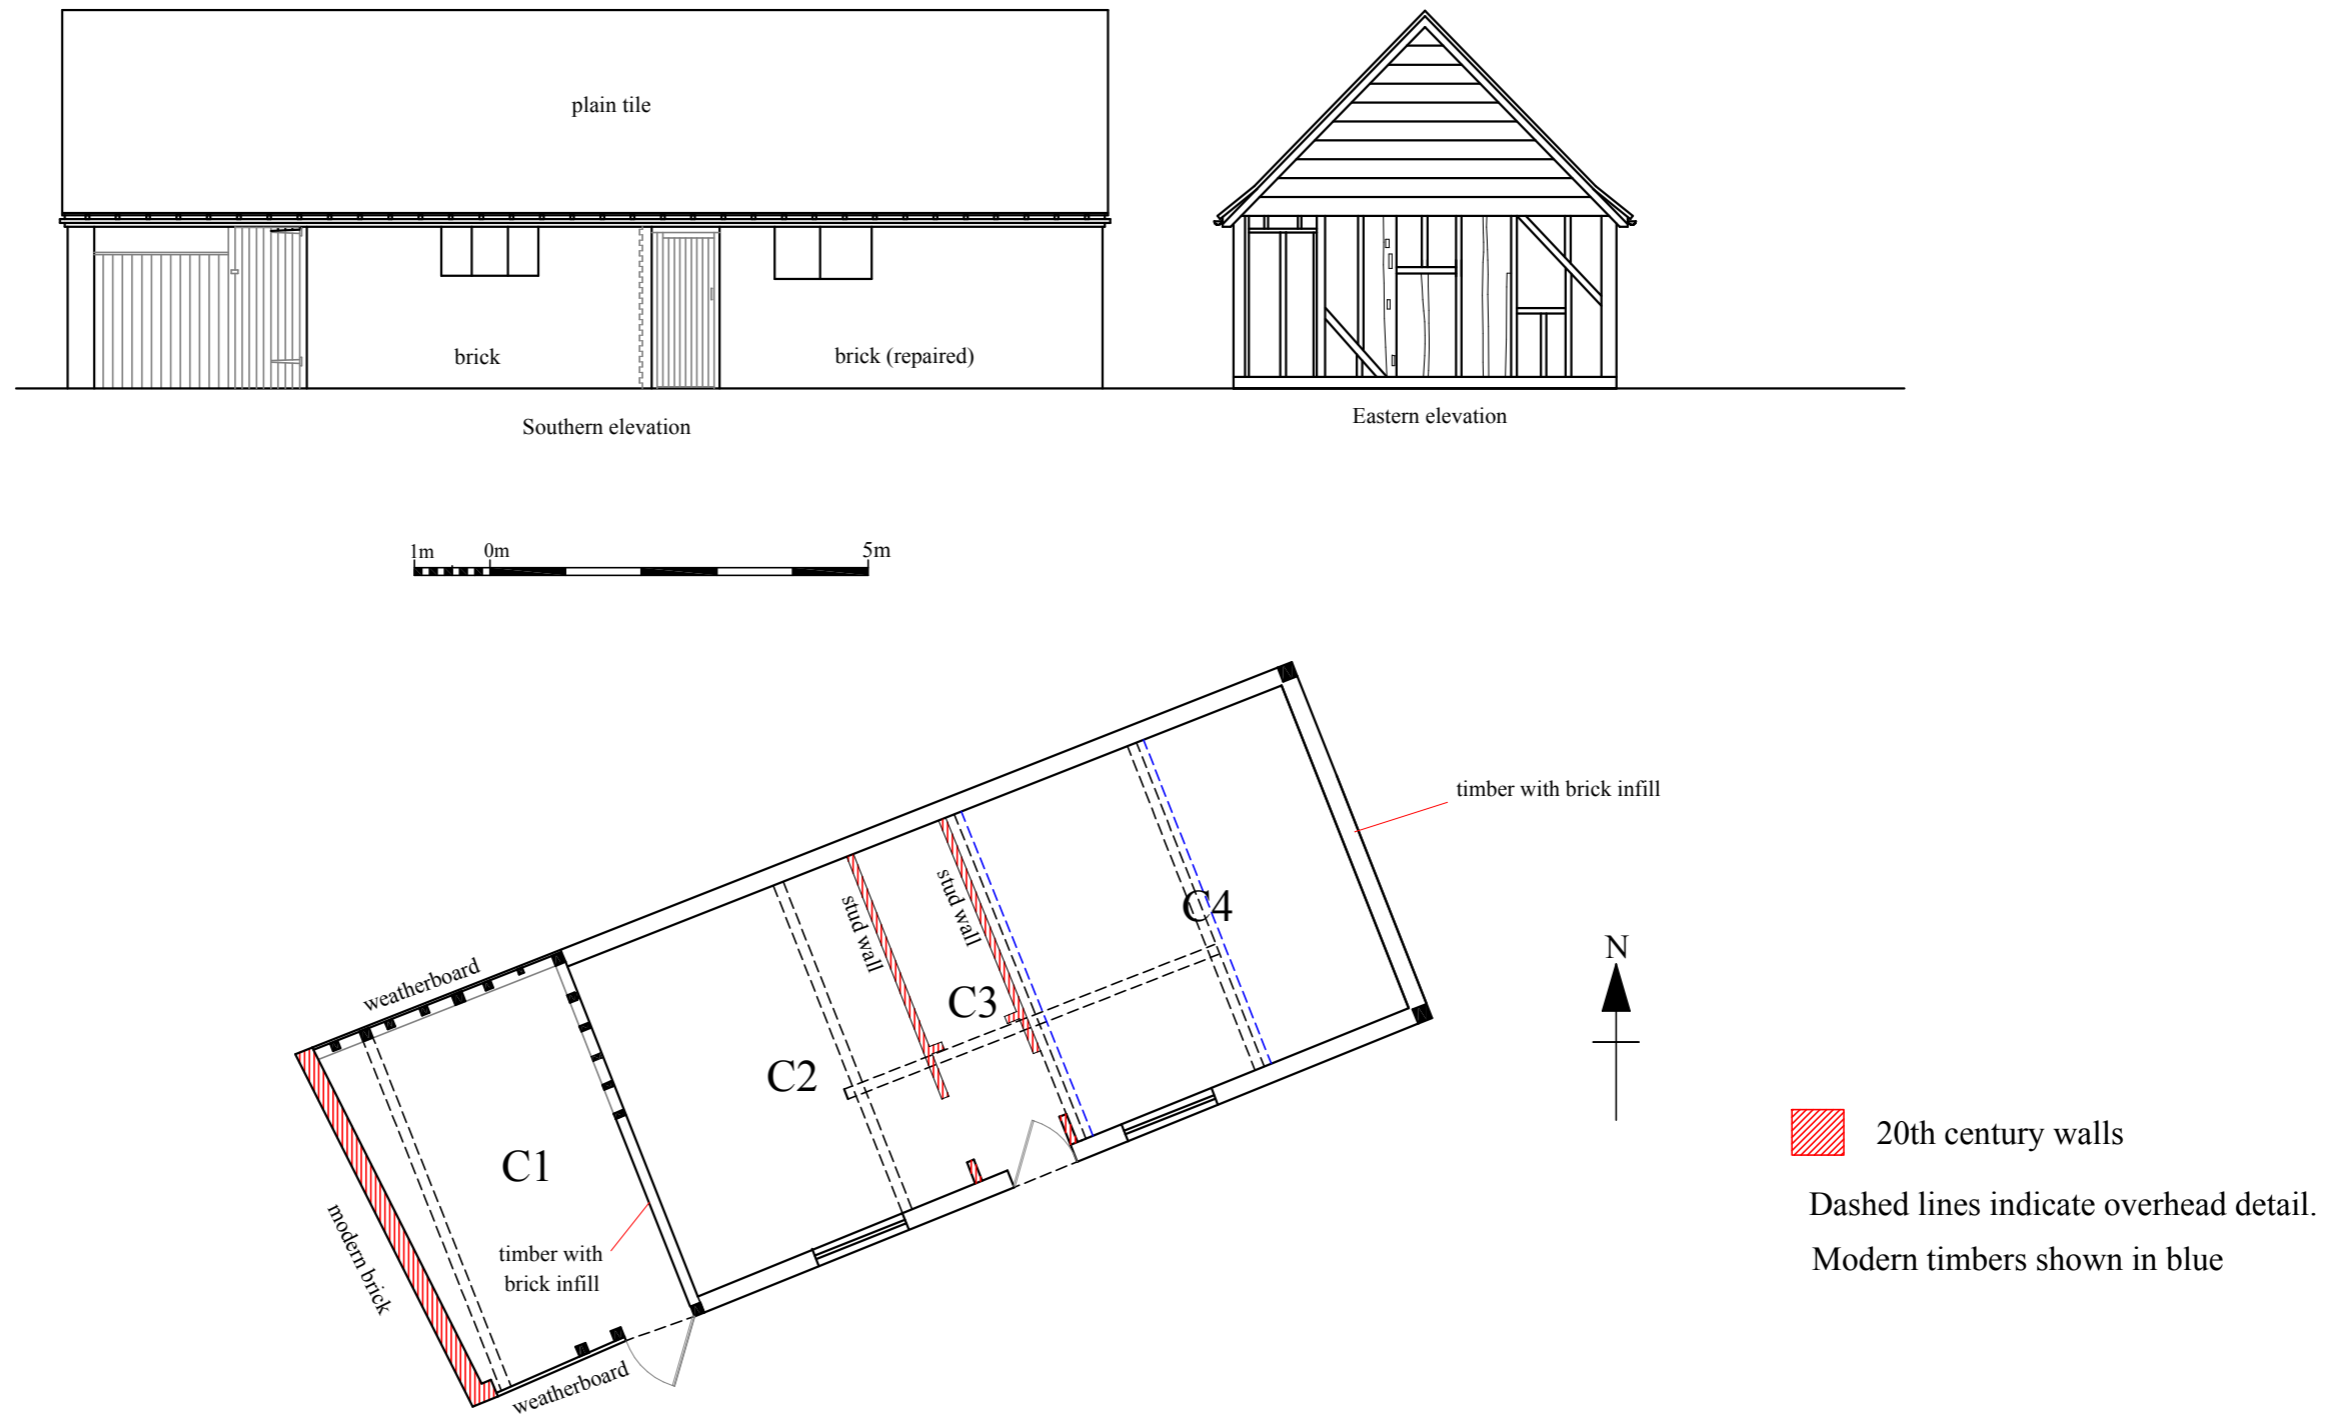 plain tile
brick
brick (repaired)
Southern elevation
Eastern elevation
1m
0m
5m
timber with brick infill
stud wall
stud wall
C4
N
weatherboard
C3
C2
20th century walls
C1
Dashed lines indicate overhead detail.
modern brick
timber with
brick infill
Modern timbers shown in blue
weatherboard